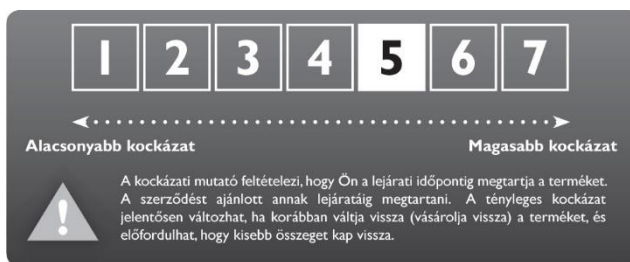 1 2 3 4 5 6 7
Alacsonyabb kockázat Magasabb kockázat
A kockázati mutató feltételezi, hogy Ön a lejárati időpontig megtartja a terméket.
A szerződést ajánlott annak lejáratáig megtartani. A tényleges kockázat
jelentősen változhat, ha korábban váltja vissza (vásárolja vissza) a terméket, és
előfordulhat, hogy kisebb összeget kap vissza.